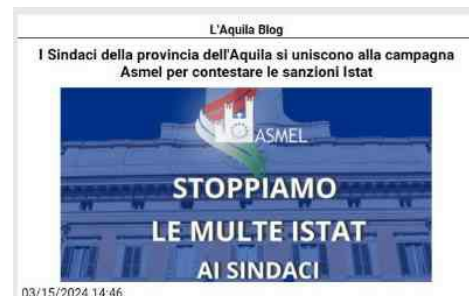 L'Aquila Blog
I Sindaci della provincia dell'Aquila si uniscono alla campagna
Asmel per contestare le sanzioni Istat
ASMEL
STOPPIAMO
LE MULTE ISTAT
AI SINDACI
03/15/2024 14:46